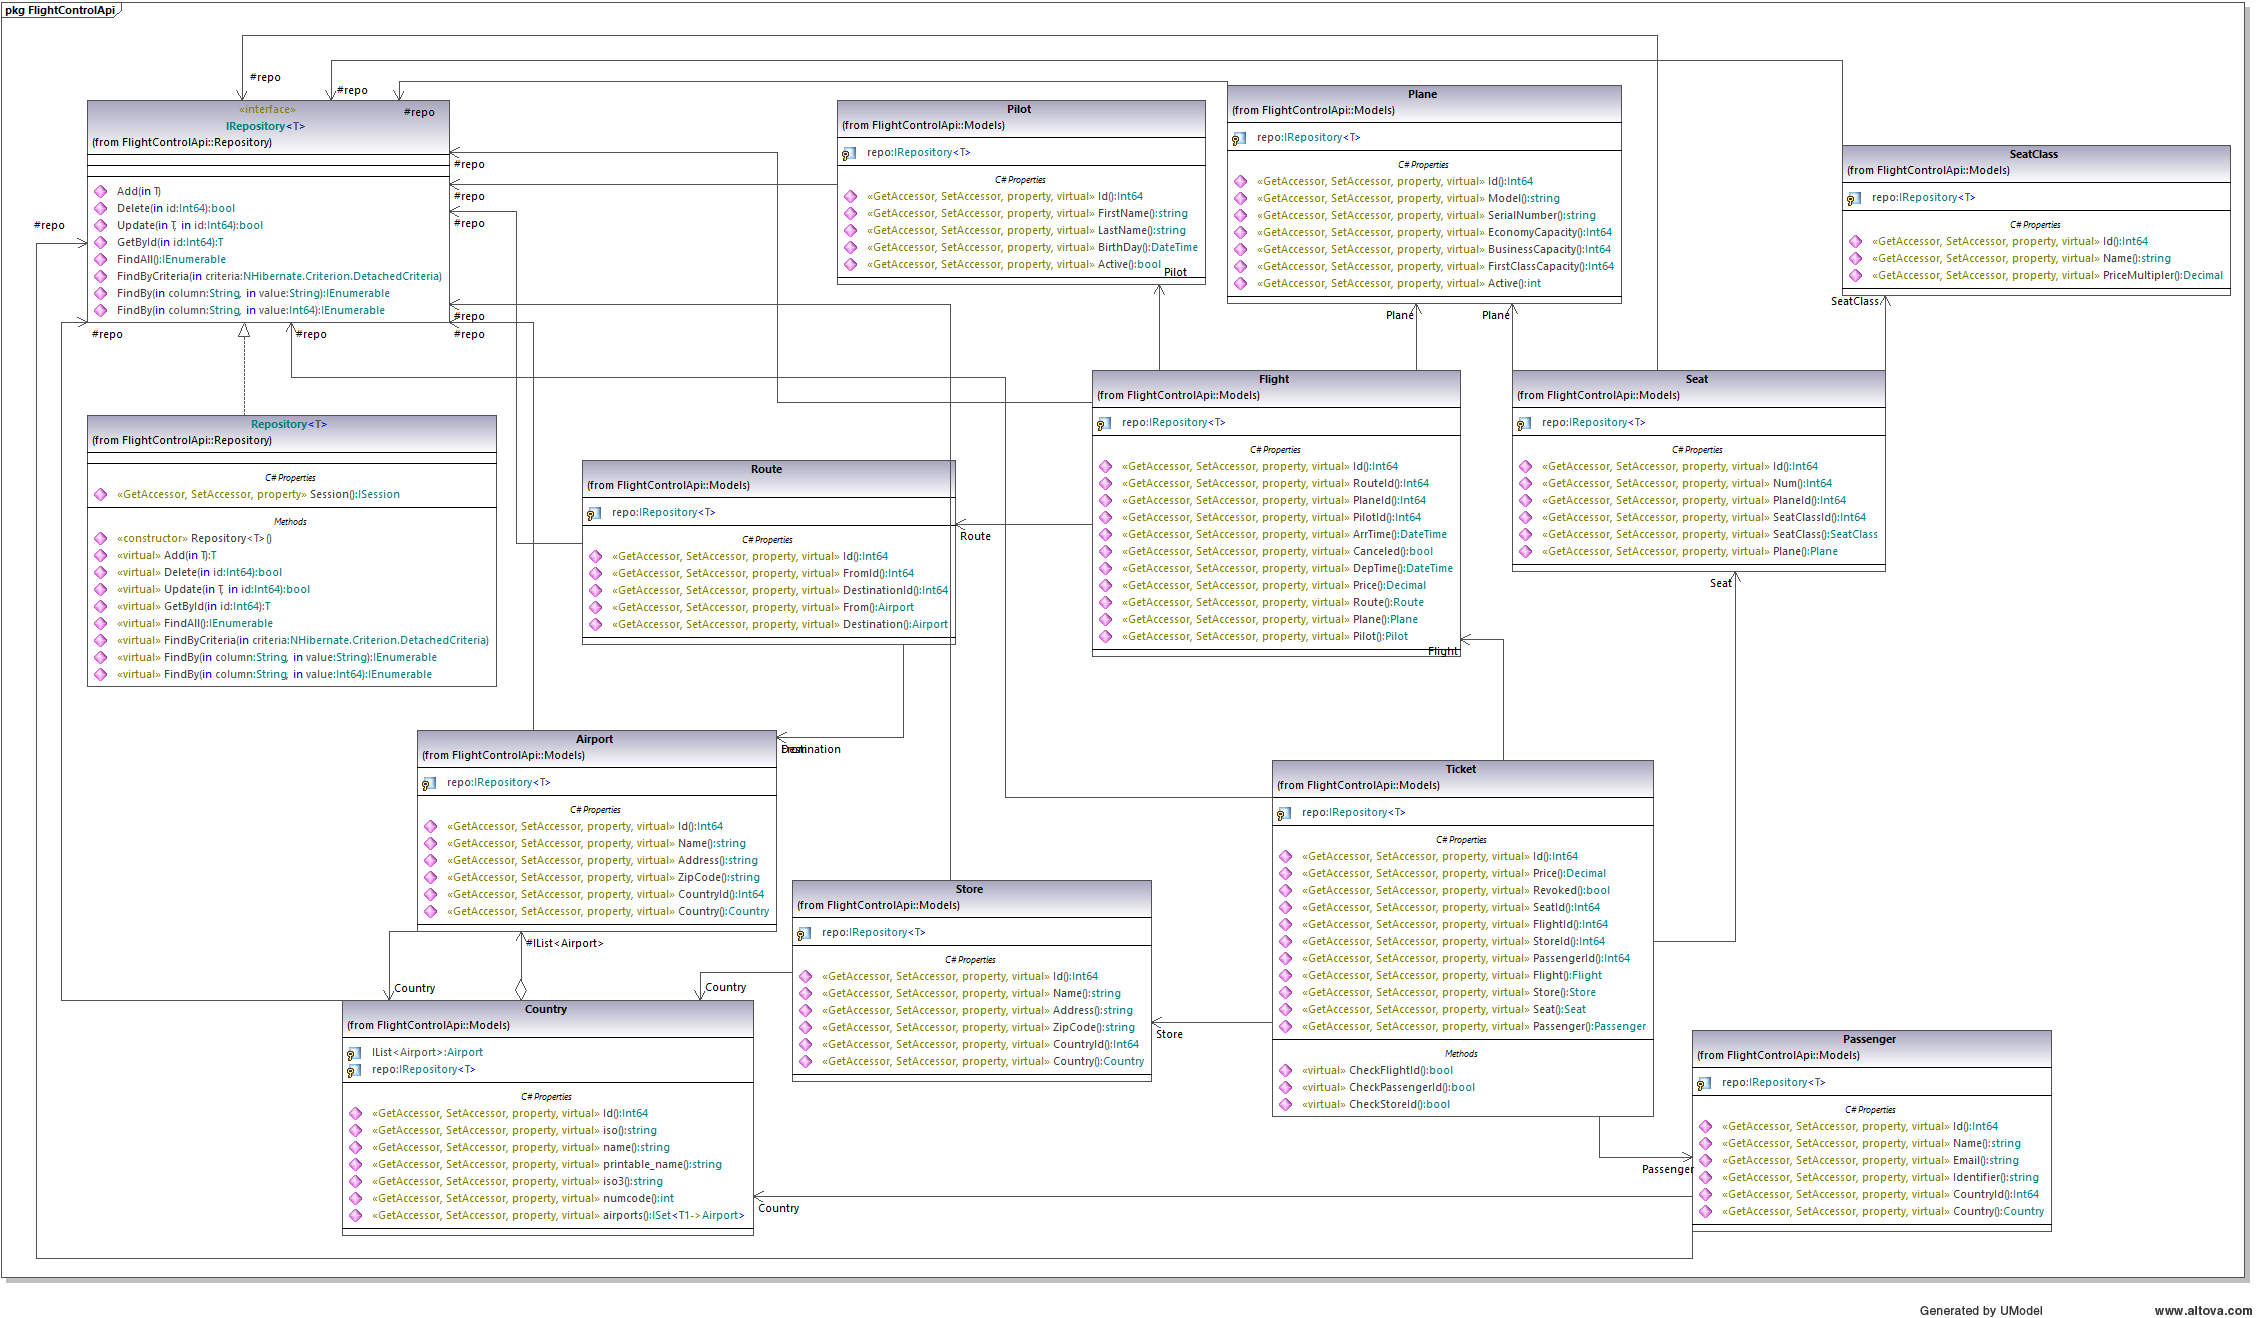 pkg FlightControlApi
#repo
#repo
#repo
«interface»
IRepository<T>
(from FlightControlApi::Repository)
Add(in T)
Delete(in id:Int64):bool
Update(in T, in id:Int64):bool
GetById(in id:Int64):T
FindAll():IEnumerable
FindByCriteria(in criteria:NHibernate.Criterion.DetachedCriteria)
FindBy(in column:String, in value:String):IEnumerable
FindBy(in column:String, in value:Int64):IEnumerable
#repo
#repo
#repo
#repo
#repo
#repo
#repo
#repo
Pilot
(from FlightControlApi::Models)
repo:IRepository<T>
C# Properties
«GetAccessor, SetAccessor, property, virtual» Id():Int64
«GetAccessor, SetAccessor, property, virtual» FirstName():string
«GetAccessor, SetAccessor, property, virtual» LastName():string
«GetAccessor, SetAccessor, property, virtual» BirthDay():DateTime
«GetAccessor, SetAccessor, property, virtual» Active():bool
Pilot
Plane
(from FlightControlApi::Models)
repo:IRepository<T>
C# Properties
«GetAccessor, SetAccessor, property, virtual» Id():Int64
«GetAccessor, SetAccessor, property, virtual» Model():string
«GetAccessor, SetAccessor, property, virtual» SerialNumber():string
«GetAccessor, SetAccessor, property, virtual» EconomyCapacity():Int64
«GetAccessor, SetAccessor, property, virtual» BusinessCapacity():Int64
«GetAccessor, SetAccessor, property, virtual» FirstClassCapacity():Int64
«GetAccessor, SetAccessor, property, virtual» Active():int
Plane
Plane
SeatClass
(from FlightControlApi::Models)
repo:IRepository<T>
C# Properties
«GetAccessor, SetAccessor, property, virtual» Id():Int64
«GetAccessor, SetAccessor, property, virtual» Name():string
«GetAccessor, SetAccessor, property, virtual» PriceMultipler():Decimal
SeatClass
Repository<T>
(from FlightControlApi::Repository)
C# Properties
«GetAccessor, SetAccessor, property» Session():ISession
Methods
«constructor» Repository<T>()
«virtual» Add(in T):T
«virtual» Delete(in id:Int64):bool
«virtual» Update(in T, in id:Int64):bool
«virtual» GetById(in id:Int64):T
«virtual» FindAll():IEnumerable
«virtual» FindByCriteria(in criteria:NHibernate.Criterion.DetachedCriteria)
«virtual» FindBy(in column:String, in value:String):IEnumerable
«virtual» FindBy(in column:String, in value:Int64):IEnumerable
Route
(from FlightControlApi::Models)
repo:IRepository<T>
C# Properties
«GetAccessor, SetAccessor, property, virtual» Id():Int64
«GetAccessor, SetAccessor, property, virtual» FromId():Int64
«GetAccessor, SetAccessor, property, virtual» DestinationId():Int64
«GetAccessor, SetAccessor, property, virtual» From():Airport
«GetAccessor, SetAccessor, property, virtual» Destination():Airport
Route
Flight
(from FlightControlApi::Models)
repo:IRepository<T>
C# Properties
«GetAccessor, SetAccessor, property, virtual» Id():Int64
«GetAccessor, SetAccessor, property, virtual» RouteId():Int64
«GetAccessor, SetAccessor, property, virtual» PlaneId():Int64
«GetAccessor, SetAccessor, property, virtual» PilotId():Int64
«GetAccessor, SetAccessor, property, virtual» ArrTime():DateTime
«GetAccessor, SetAccessor, property, virtual» Canceled():bool
«GetAccessor, SetAccessor, property, virtual» DepTime():DateTime
«GetAccessor, SetAccessor, property, virtual» Price():Decimal
«GetAccessor, SetAccessor, property, virtual» Route():Route
«GetAccessor, SetAccessor, property, virtual» Plane():Plane
«GetAccessor, SetAccessor, property, virtual» Pilot():Pilot
Flight
Seat
(from FlightControlApi::Models)
repo:IRepository<T>
C# Properties
«GetAccessor, SetAccessor, property, virtual» Id():Int64
«GetAccessor, SetAccessor, property, virtual» Num():Int64
«GetAccessor, SetAccessor, property, virtual» PlaneId():Int64
«GetAccessor, SetAccessor, property, virtual» SeatClassId():Int64
«GetAccessor, SetAccessor, property, virtual» SeatClass():SeatClass
«GetAccessor, SetAccessor, property, virtual» Plane():Plane
Seat
Airport
(from FlightControlApi::Models)
repo:IRepository<T>
C# Properties
«GetAccessor, SetAccessor, property, virtual» Id():Int64
«GetAccessor, SetAccessor, property, virtual» Name():string
«GetAccessor, SetAccessor, property, virtual» Address():string
«GetAccessor, SetAccessor, property, virtual» ZipCode():string
«GetAccessor, SetAccessor, property, virtual» CountryId():Int64
«GetAccessor, SetAccessor, property, virtual» Country():Country
Destination
#IList<Airport>
Country
Country
Store
(from FlightControlApi::Models)
repo:IRepository<T>
C# Properties
«GetAccessor, SetAccessor, property, virtual» Id():Int64
«GetAccessor, SetAccessor, property, virtual» Name():string
«GetAccessor, SetAccessor, property, virtual» Address():string
«GetAccessor, SetAccessor, property, virtual» ZipCode():string
«GetAccessor, SetAccessor, property, virtual» CountryId():Int64
«GetAccessor, SetAccessor, property, virtual» Country():Country
Store
Ticket
(from FlightControlApi::Models)
repo:IRepository<T>
C# Properties
«GetAccessor, SetAccessor, property, virtual» Id():Int64
«GetAccessor, SetAccessor, property, virtual» Price():Decimal
«GetAccessor, SetAccessor, property, virtual» Revoked():bool
«GetAccessor, SetAccessor, property, virtual» SeatId():Int64
«GetAccessor, SetAccessor, property, virtual» FlightId():Int64
«GetAccessor, SetAccessor, property, virtual» StoreId():Int64
«GetAccessor, SetAccessor, property, virtual» PassengerId():Int64
«GetAccessor, SetAccessor, property, virtual» Flight():Flight
«GetAccessor, SetAccessor, property, virtual» Store():Store
«GetAccessor, SetAccessor, property, virtual» Seat():Seat
«GetAccessor, SetAccessor, property, virtual» Passenger():Passenger
Methods
«virtual» CheckFlightId():bool
«virtual» CheckPassengerId():bool
«virtual» CheckStoreId():bool
Country
(from FlightControlApi::Models)
IList<Airport>:Airport
repo:IRepository<T>
C# Properties
«GetAccessor, SetAccessor, property, virtual» Id():Int64
«GetAccessor, SetAccessor, property, virtual» iso():string
«GetAccessor, SetAccessor, property, virtual» name():string
«GetAccessor, SetAccessor, property, virtual» printable_name():string
«GetAccessor, SetAccessor, property, virtual» iso3():string
«GetAccessor, SetAccessor, property, virtual» numcode():int
«GetAccessor, SetAccessor, property, virtual» airports():ISet<T1->Airport>
Country
Passenger
Passenger
(from FlightControlApi::Models)
repo:IRepository<T>
C# Properties
«GetAccessor, SetAccessor, property, virtual» Id():Int64
«GetAccessor, SetAccessor, property, virtual» Name():string
«GetAccessor, SetAccessor, property, virtual» Email():string
«GetAccessor, SetAccessor, property, virtual» Identifier():string
«GetAccessor, SetAccessor, property, virtual» CountryId():Int64
«GetAccessor, SetAccessor, property, virtual» Country():Country
Generated by UModel
www.altova.com